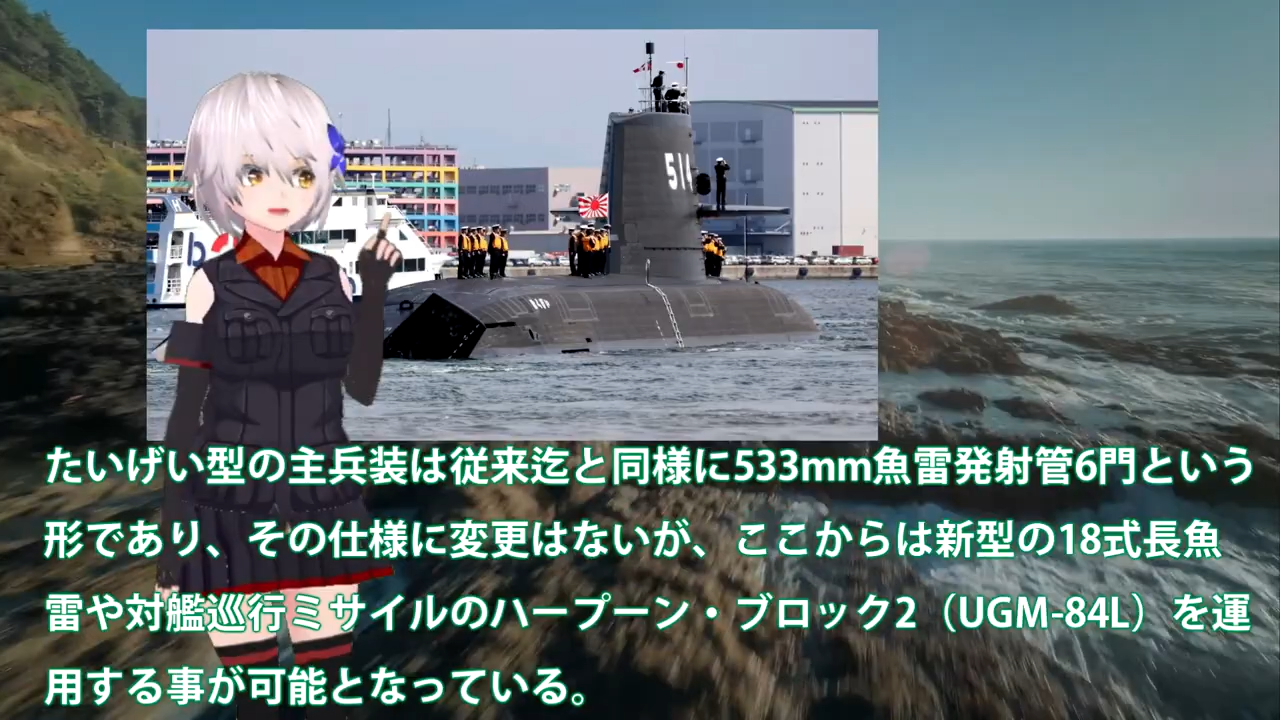 514
たいげい型の主兵装は従来迄と同様に533mm魚雷発射管6門という
形であり、その仕様に変更はないが、ここからは新型の18式長魚
雷や対艦巡行ミサイルのハープーン・ブロック2（UGM-84L）を運
用する事が可能となっている。